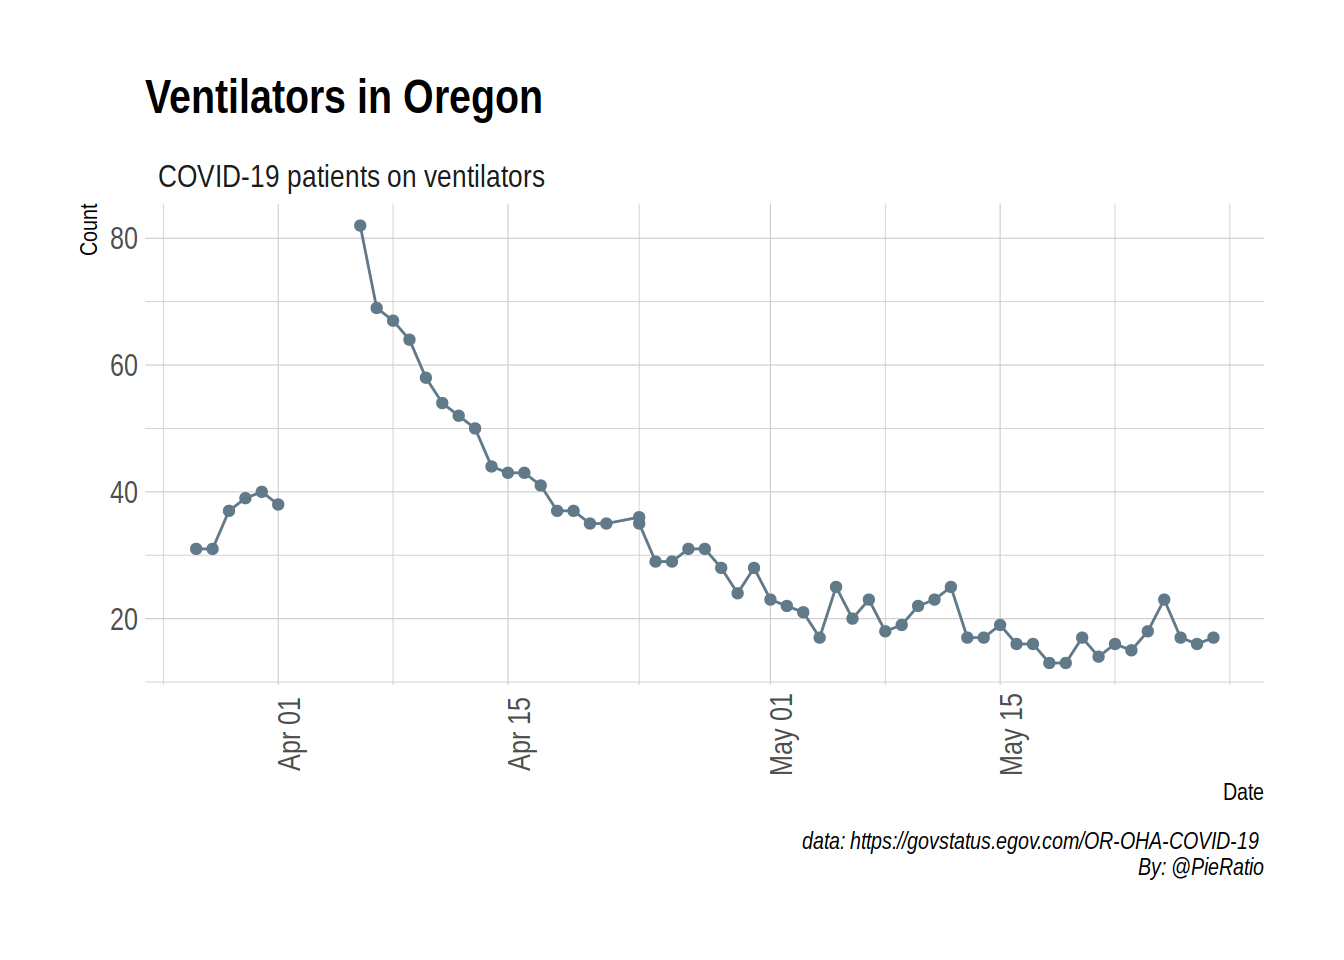 Ventilators in Oregon
COVID-19 patients on ventilators
Count
80
60
40
20
Apr 01
Apr 15
May 01
May 15
Date
data: https://govstatus.egov.com/OR-OHA-COVID-19
By: @PieRatio